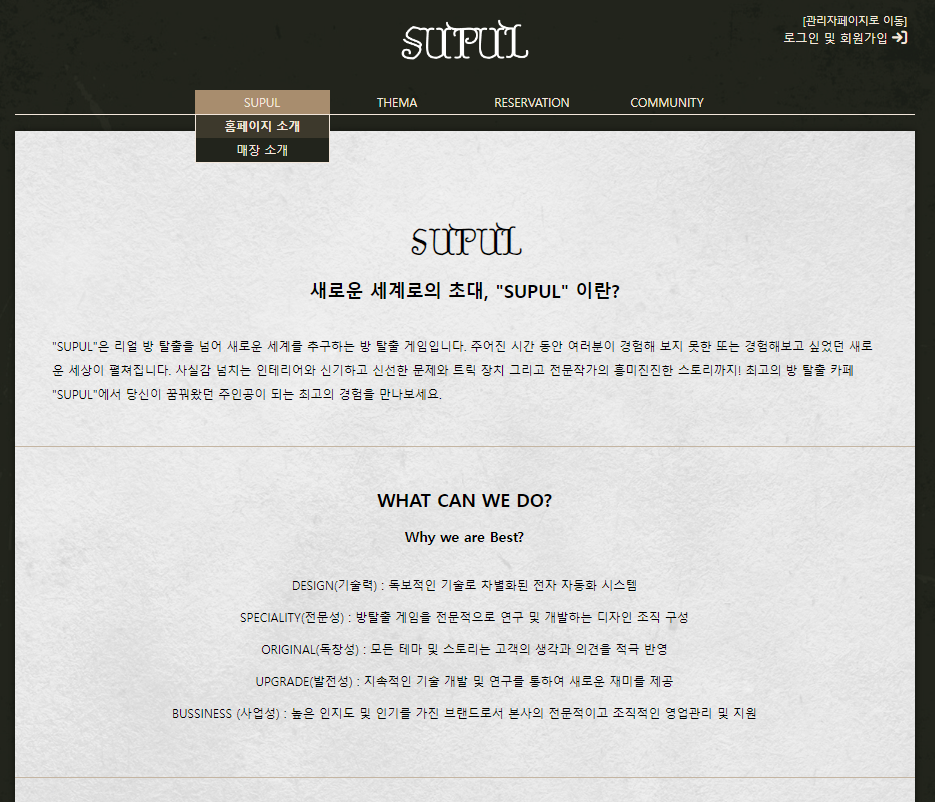 [관리자페이지로 이동]
로그인 및 회원가입
SUPUL
SUPUL THEMA RESERVATION COMMUNITY
홈페이지 소개
매장 소개
SUPUL
새로운 세계로의 초대, "SUPUL" 이란?
"SUPUL"은 리얼 방 탈출을 넘어 새로운 세계를 추구하는 방 탈출 게임입니다. 주어진 시간 동안 여러분이 경험해 보지 못한 또는 경험해보고 싶었던 새로
운 세상이 펼쳐집니다. 사실감 넘치는 인테리어와 신기하고 신선한 문제와 트릭 장치 그리고 전문작가의 흥미진진한 스토리까지! 최고의 방 탈출 카페
"SUPUL"에서 당신이 꿈꿔왔던 주인공이 되는 최고의 경험을 만나보세요.
WHAT CAN WE DO?
Why we are Best?
DESIGN(기술력) : 독보적인 기술로 차별화된 전자 자동화 시스템
SPECIALITY(전문성) : 방탈출 게임을 전문적으로 연구 및 개발하는 디자인 조직 구성
ORIGINAL(독창성) : 모든 테마 및 스토리는 고객의 생각과 의견을 적극 반영
UPGRADE(발전성) : 지속적인 기술 개발 및 연구를 통하여 새로운 재미를 제공
BUSSINESS (사업성) : 높은 인지도 및 인기를 가진 브랜드로서 본사의 전문적이고 조직적인 영업관리 및 지원